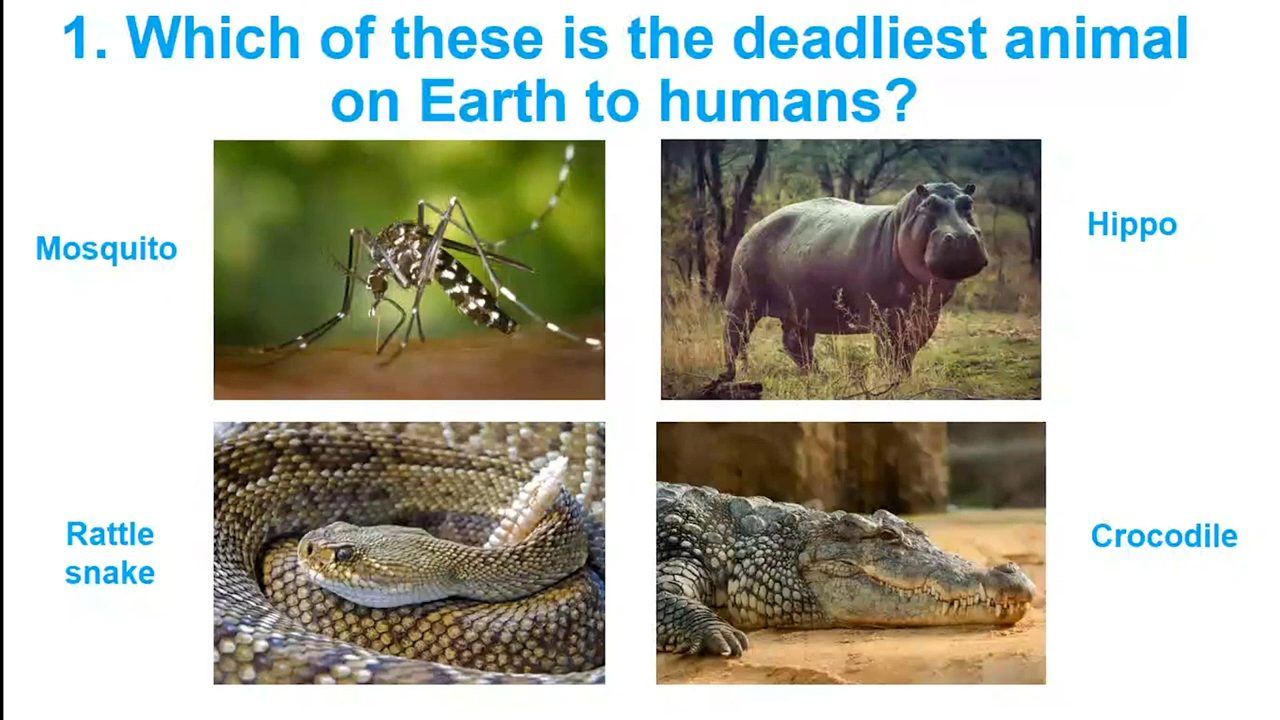 1. Which of these is the deadliest animal
on Earth to humans?
Mosquito
Hippo
Rattle
snake
Crocodile